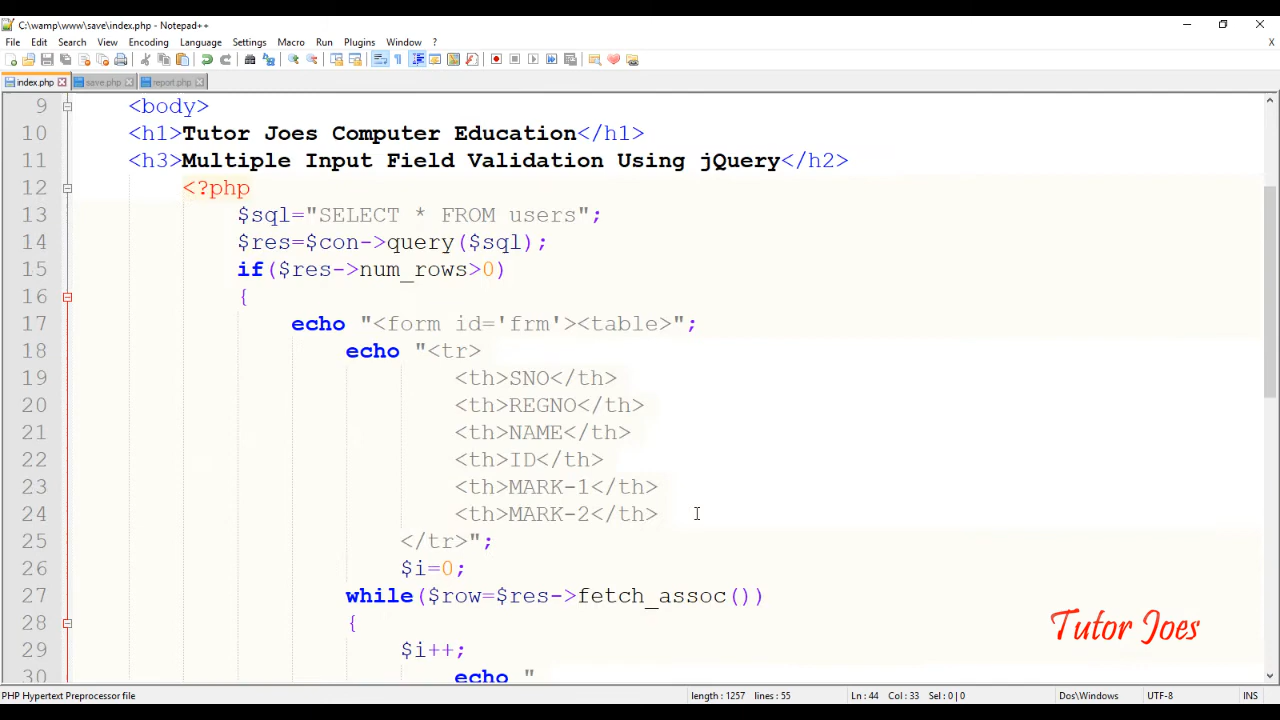 C:\wamp\www\save\index.php - Notepad++
File Edit Search View Encoding Language Settings Macro Run Plugins Window ? X
index.php save.php report.php
9 <body>
10 <h1>Tutor Joes Computer Education</h1>
11 <h3>Multiple Input Field Validation Using jQuery</h2>
12 <?php
13 $sql="SELECT * FROM users";
14 $res=$con->query($sql);
15 if($res->num_rows>0)
16 {
17 echo "<form id='frm'><table>";
18 echo "<tr>
19 <th>SNO</th>
20 <th>REGNO</th>
21 <th>NAME</th>
22 <th>ID</th>
23 <th>MARK-1</th>
24 <th>MARK-2</th>
25 </tr>";
26 $i=0;
27 while($row=$res->fetch_assoc())
28 {
29 $i++;
30 echo "
Tutor Joes
PHP Hypertext Preprocessor file length : 1257 lines : 55 Ln : 44 Col : 33 Sel : 0 | 0 Dos\Windows UTF-8 INS